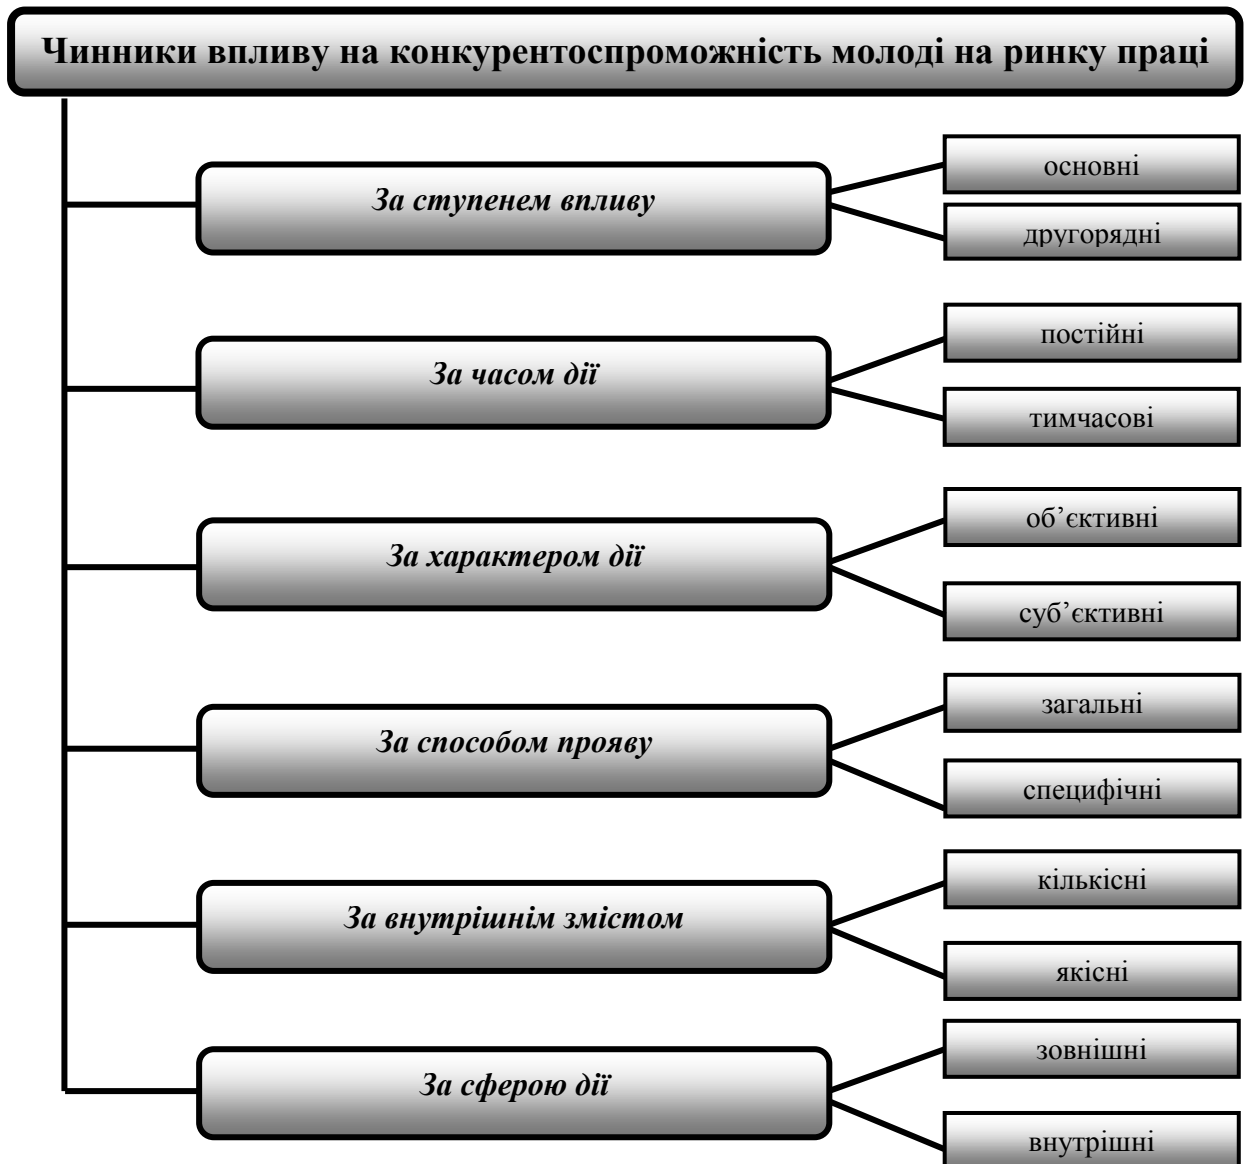 Чинники впливу на конкурентоспроможність молоді на ринку праці
За ступенем впливу
основні
другорядні
За часом дії
постійні
тимчасові
За характером дії
об’єктивні
суб’єктивні
За способом прояву
загальні
специфічні
За внутрішнім змістом
кількісні
якісні
За сферою дії
зовнішні
внутрішні